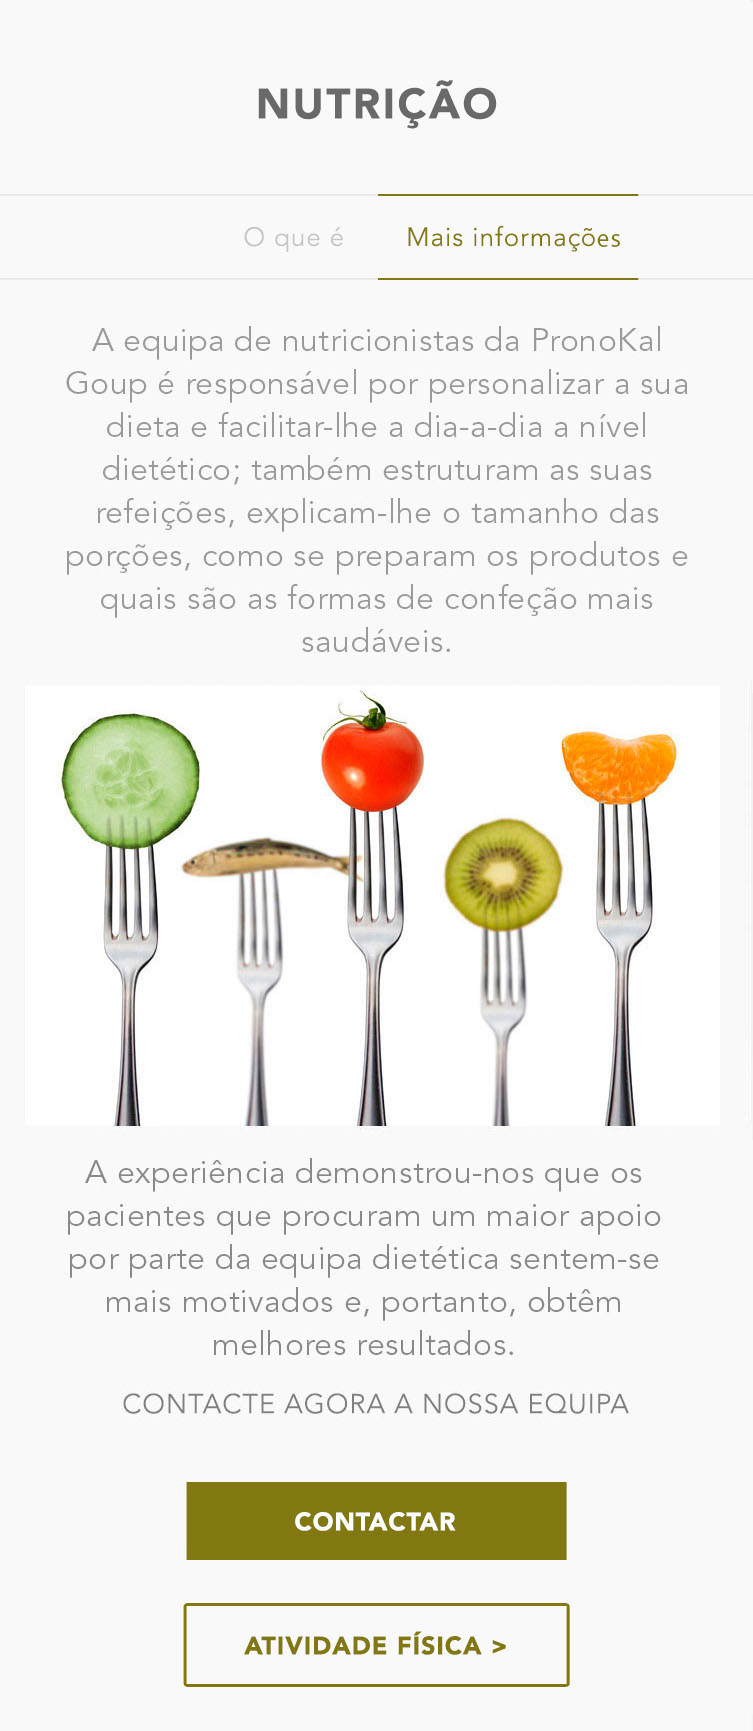 NUTRIÇÃO
O que é
Mais informações
A equipa de nutricionistas da PronoKal
Goup é responsável por personalizar a sua
dieta e facilitar-lhe a dia-a-dia a nível
dietético; também estruturam as suas
refeições, explicam-lhe o tamanho das
porções, como se preparam os produtos e
quais são as formas de confeção mais
saudáveis.
A experiência demonstrou-nos que os
pacientes que procuram um maior apoio
por parte da equipa dietética sentem-se
mais motivados e, portanto, obtêm
melhores resultados.
CONTACTE AGORA A NOSSA EQUIPA
CONTACTAR
ATIVIDADE FÍSICA >